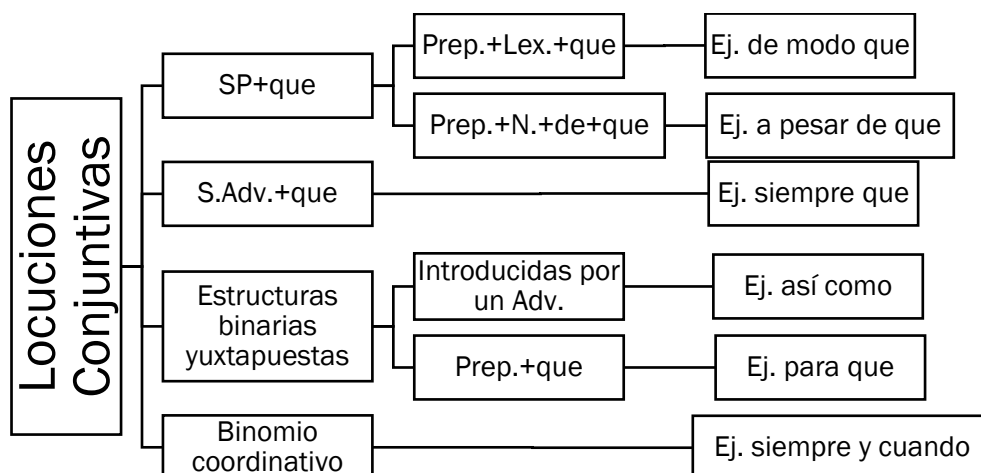 Locuciones
Conjuntivas
SP+que
Prep.+Lex.+que
Ej. de modo que
Prep.+N.+de+que
Ej. a pesar de que
S.Adv.+que
Ej. siempre que
Estructuras
binarias
yuxtapuestas
Introducidas por
un Adv.
Ej. así como
Prep.+que
Ej. para que
Binomio
coordinativo
Ej. siempre y cuando